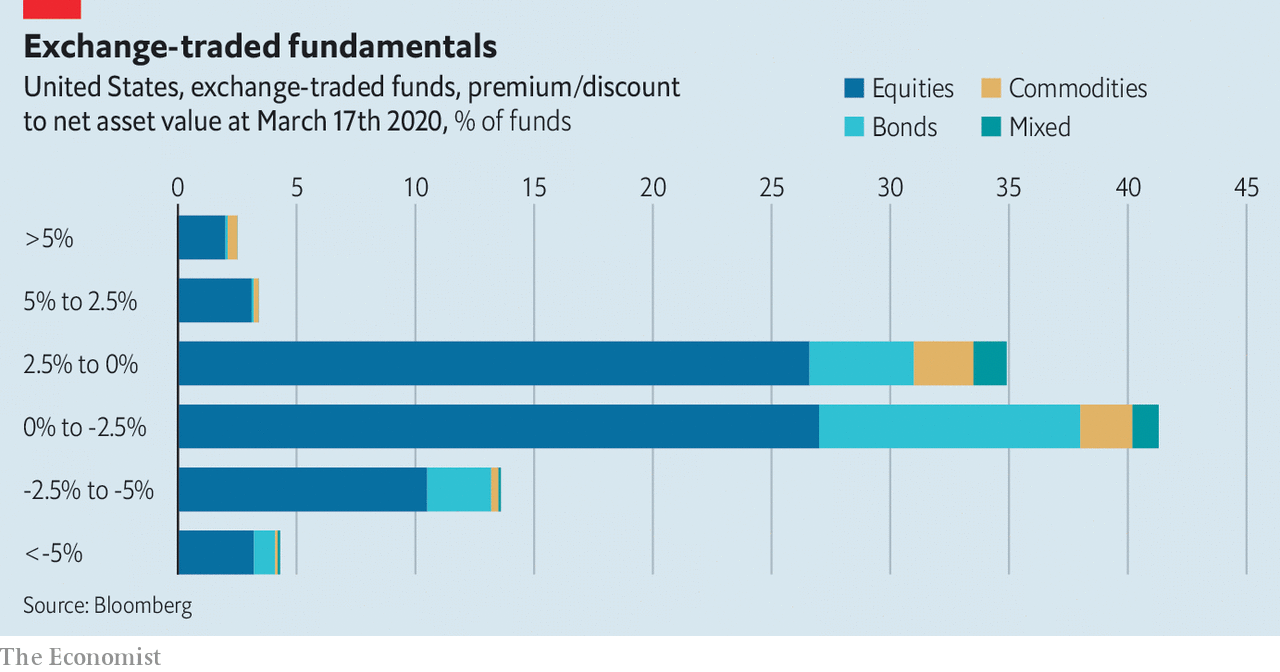 Exchange-traded fundamentals
United States, exchange-traded funds, premium/discount
to net asset value at March 17th 2020, % of funds
Equities
Commodities
Bonds
Mixed
0 5 10 15 20 25 30 35 40 45
>5%
5% to 2.5%
2.5% to 0%
0% to -2.5%
-2.5% to -5%
<-5%
Source: Bloomberg
The Economist